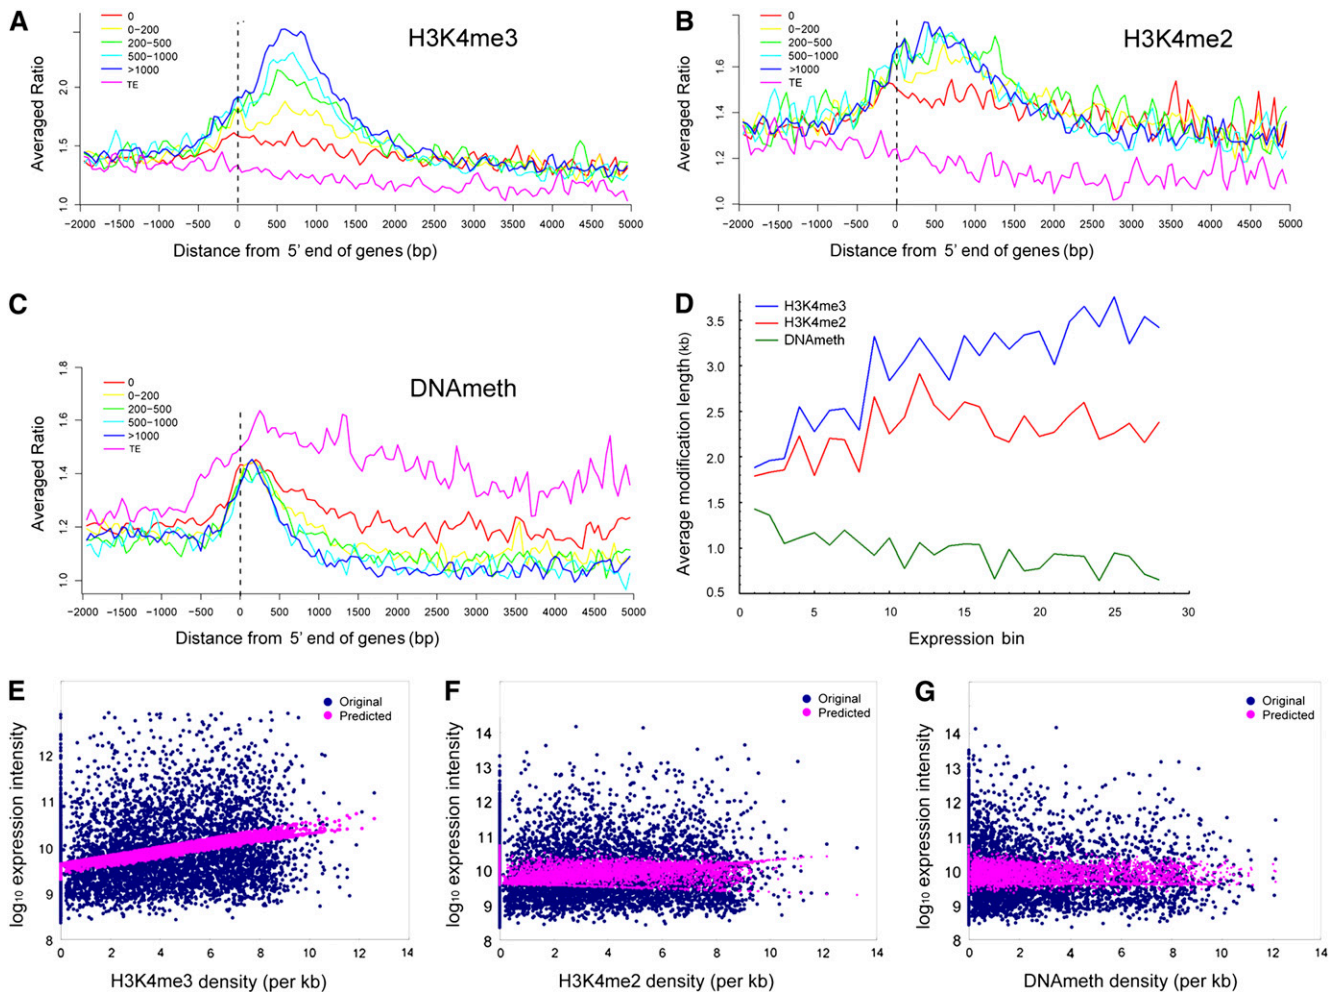 A
H3K4me3
0
0-200
200-500
500-1000
>1000
TE
Averaged Ratio
2.0
1.5
1.0
-2000 -1000 -500 0 500 1000 1500 2000 2500 3000 3500 4000 4500 5000
Distance from 5' end of genes (bp)
B
H3K4me2
0
0-200
200-500
500-1000
>1000
TE
Averaged Ratio
1.8
1.6
1.4
1.2
1.0
-2000 -1500 -1000 -500 0 500 1000 1500 2000 2500 3000 3500 4000 4500 5000
Distance from 5' end of genes (bp)
C
DNAmeth
0
0-200
200-500
500-1000
>1000
TE
Averaged Ratio
1.8
1.6
1.4
1.2
1.0
-2000 -1500 -1000 -500 0 500 1000 1500 2000 2500 3000 3500 4000 4500 5000
Distance from 5' end of genes (bp)
D
H3K4me3
H3K4me2
DNAmeth
Average modification length (kb)
3.5
3.0
2.5
2.0
1.5
1.0
0.5
0 5 10 15 20 25 30
Expression bin
E
Original
Predicted
log10 expression intensity
12
11
10
9
8
0 2 4 6 8 10 12 14
H3K4me3 density (per kb)
F
Original
Predicted
log10 expression intensity
14
13
12
11
10
9
8
0 2 4 6 8 10 12 14
H3K4me2 density (per kb)
G
Original
Predicted
log10 expression intensity
14
13
12
11
10
9
8
0 2 4 6 8 10 12 14
DNAmeth density (per kb)